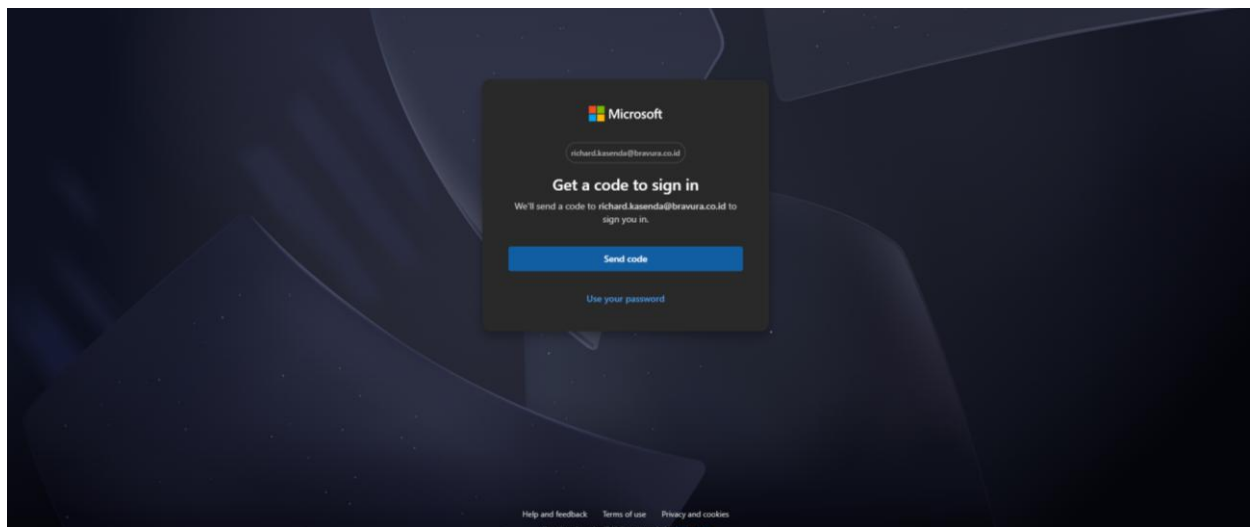 Microsoft
richard.kasenda@bravura.co.id
Get a code to sign in
We'll send a code to richard.kasenda@bravura.co.id to
sign you in.
Send code
Use your password
Help and feedback Terms of use Privacy and cookies